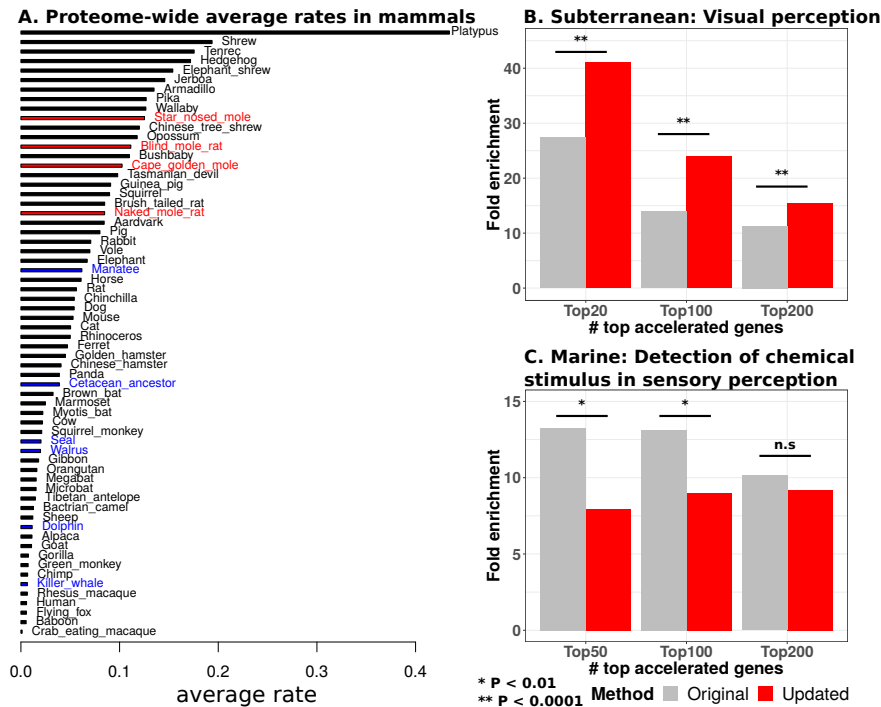 A. Proteome-wide average rates in mammals
Platypus
Shrew
Tenrec
Hedgehog
Elephant_shrew
Jerboa
Armadillo
Pika
Wallaby
Star_nosed_mole
Chinese_tree_shrew
Opossum
Blind_mole_rat
Bushbaby
Cape_golden_mole
Tasmanian_devil
Guinea_pig
Squirrel
Brush_tailed_rat
Naked_mole_rat
Aardvark
Pig
Rabbit
Vole
Elephant
Manatee
Horse
Rat
Chinchilla
Dog
Mouse
Cat
Rhinoceros
Ferret
Golden_hamster
Chinese_hamster
Panda
Cetacean_ancestor
Brown_bat
Marmoset
Myotis_bat
Cow
Squirrel_monkey
Seal
Walrus
Gibbon
Orangutan
Megabat
Microbat
Tibetan_antelope
Bactrian_camel
Sheep
Dolphin
Alpaca
Goat
Gorilla
Green_monkey
Chimp
Killer_whale
Rhesus_macaque
Human
Flying_fox
Baboon
Crab_eating_macaque
0.0 0.1 0.2 0.3 0.4
average rate
B. Subterranean: Visual perception
Fold enrichment
40
30
20
10
0
**
**
**
Top20 Top100 Top200
# top accelerated genes
C. Marine: Detection of chemical
stimulus in sensory perception
Fold enrichment
15
10
5
0
*
*
n.s
Top50 Top100 Top200
# top accelerated genes
* P < 0.01
** P < 0.0001
Method Original Updated